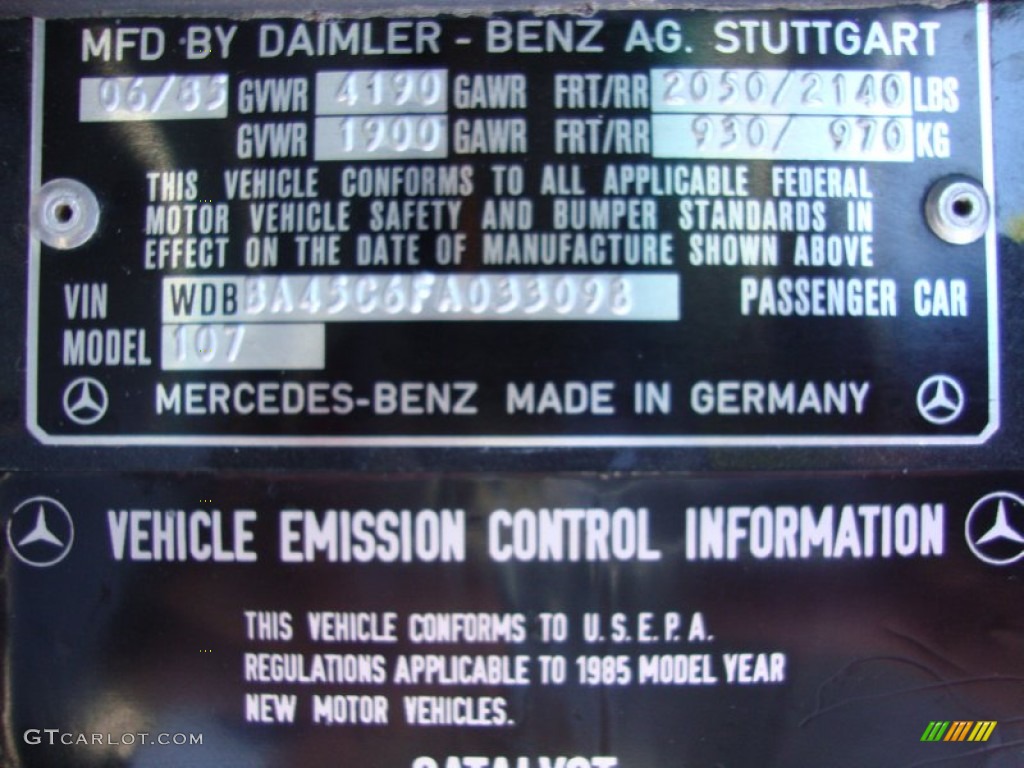 MFD BY DAIMLER - BENZ AG. STUTTGART
06/85 GVWR 4190 GAWR FRT/RR 2050/2140 LBS
GVWR 1900 GAWR FRT/RR 930/ 970 KG
THIS VEHICLE CONFORMS TO ALL APPLICABLE FEDERAL
MOTOR VEHICLE SAFETY AND BUMPER STANDARDS IN
EFFECT ON THE DATE OF MANUFACTURE SHOWN ABOVE
VIN WDBBA45C6FA033098 PASSENGER CAR
MODEL 107
MERCEDES-BENZ MADE IN GERMANY
VEHICLE EMISSION CONTROL INFORMATION
THIS VEHICLE CONFORMS TO U.S.E.P.A.
REGULATIONS APPLICABLE TO 1985 MODEL YEAR
NEW MOTOR VEHICLES.
CATALYST
GTCARLOT.COM